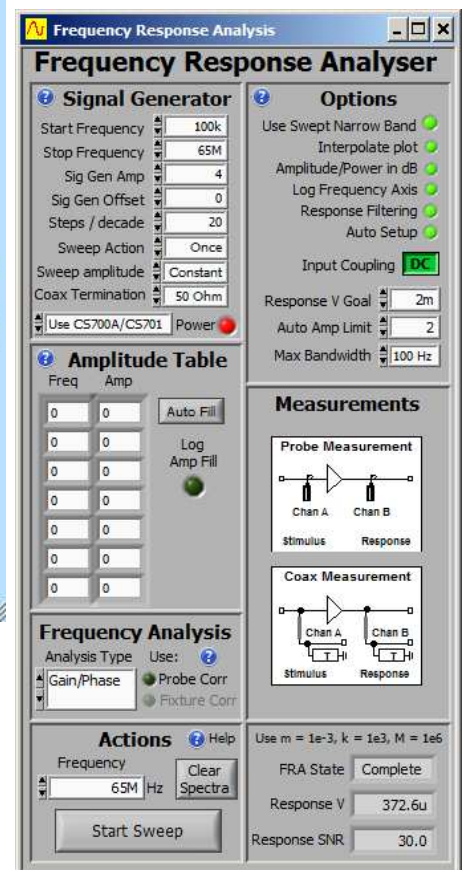 Frequency Response Analysis
Frequency Response Analyser
Signal Generator
Start Frequency 100k
Stop Frequency 65M
Sig Gen Amp 4
Sig Gen Offset 0
Steps / decade 20
Sweep Action Once
Sweep amplitude Constant
Coax Termination 50 Ohm
Use CS700A/CS701 Power
Options
Use Swept Narrow Band
Interpolate plot
Amplitude/Power in dB
Log Frequency Axis
Response Filtering
Auto Setup
Input Coupling DC
Response V Goal 2m
Auto Amp Limit 2
Max Bandwidth 100 Hz
Amplitude Table
Freq Amp
0 0
0 0
0 0
0 0
0 0
0 0
0 0
Auto Fill
Log
Amp Fill
Measurements
Probe Measurement
Chan A Chan B
Stimulus Response
Coax Measurement
Chan A Chan B
T T
Stimulus Response
Frequency Analysis
Analysis Type Use: ?
Gain/Phase
Probe Corr
Fixture Corr
Actions ? Help
Frequency
65M Hz
Clear
Spectra
Start Sweep
Use m = 1e-3, k = 1e3, M = 1e6
FRA State Complete
Response V 372.6u
Response SNR 30.0